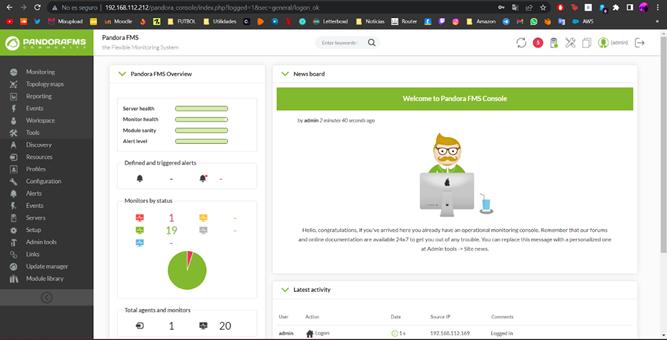 No es seguro | 192.168.112.212/pandora_console/index.php?logged=1&sec=general/logon_ok
YouTube
Mixupload
on Moodle
FUTBOL
Utilidades
Letterboxd
Noticias
Router
Amazon
AWS
PANDORAFMS
COMMUNITY
Pandora FMS
the Flexible Monitoring System
Enter keywords
5
(admin)
Monitoring
Topology maps
Reporting
Events
Workspace
Tools
Discovery
Resources
Profiles
Configuration
Alerts
Events
Servers
Setup
Admin tools
Links
Update manager
Module library
Pandora FMS Overview
Server health
Monitor health
Module sanity
Alert level
Defined and triggered alerts
- -
Monitors by status
1 -
19 -
-
Total agents and monitors
1 20
News board
Welcome to Pandora FMS Console
by admin 2 minutes 40 seconds ago
Hello, congratulations, if you've arrived here you already have an operational monitoring console. Remember that our forums
and online documentation are available 24x7 to get you out of any trouble. You can replace this message with a personalized one
at Admin tools -> Site news.
Latest activity
User Action Date Source IP Comments
admin Logon 1 s 192.168.112.169 Logged in